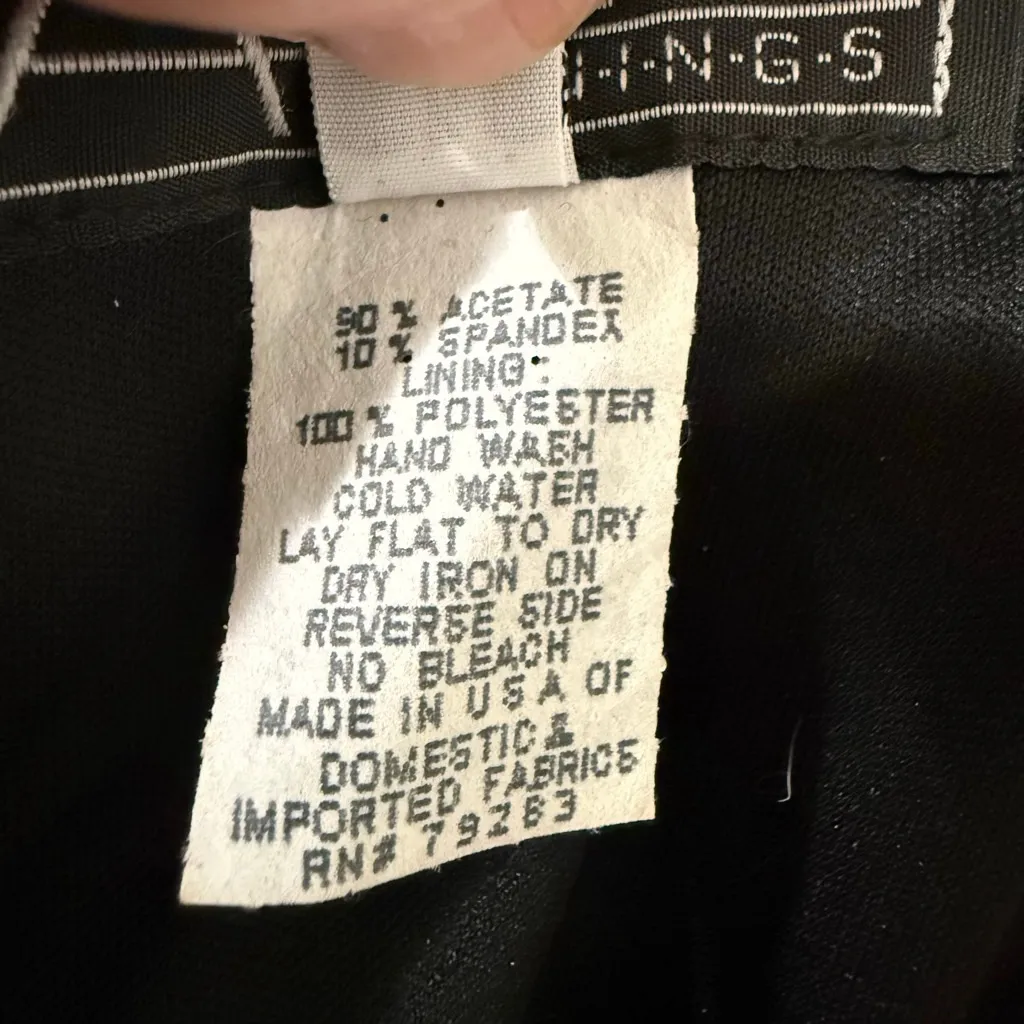 I·N·G·S
90% ACETATE
10% SPANDEX
LINING:
100% POLYESTER
HAND WASH
COLD WATER
LAY FLAT TO DRY
DRY IRON ON
REVERSE SIDE
NO BLEACH
MADE IN USA OF
DOMESTIC &
IMPORTED FABRICS
RN# 79263